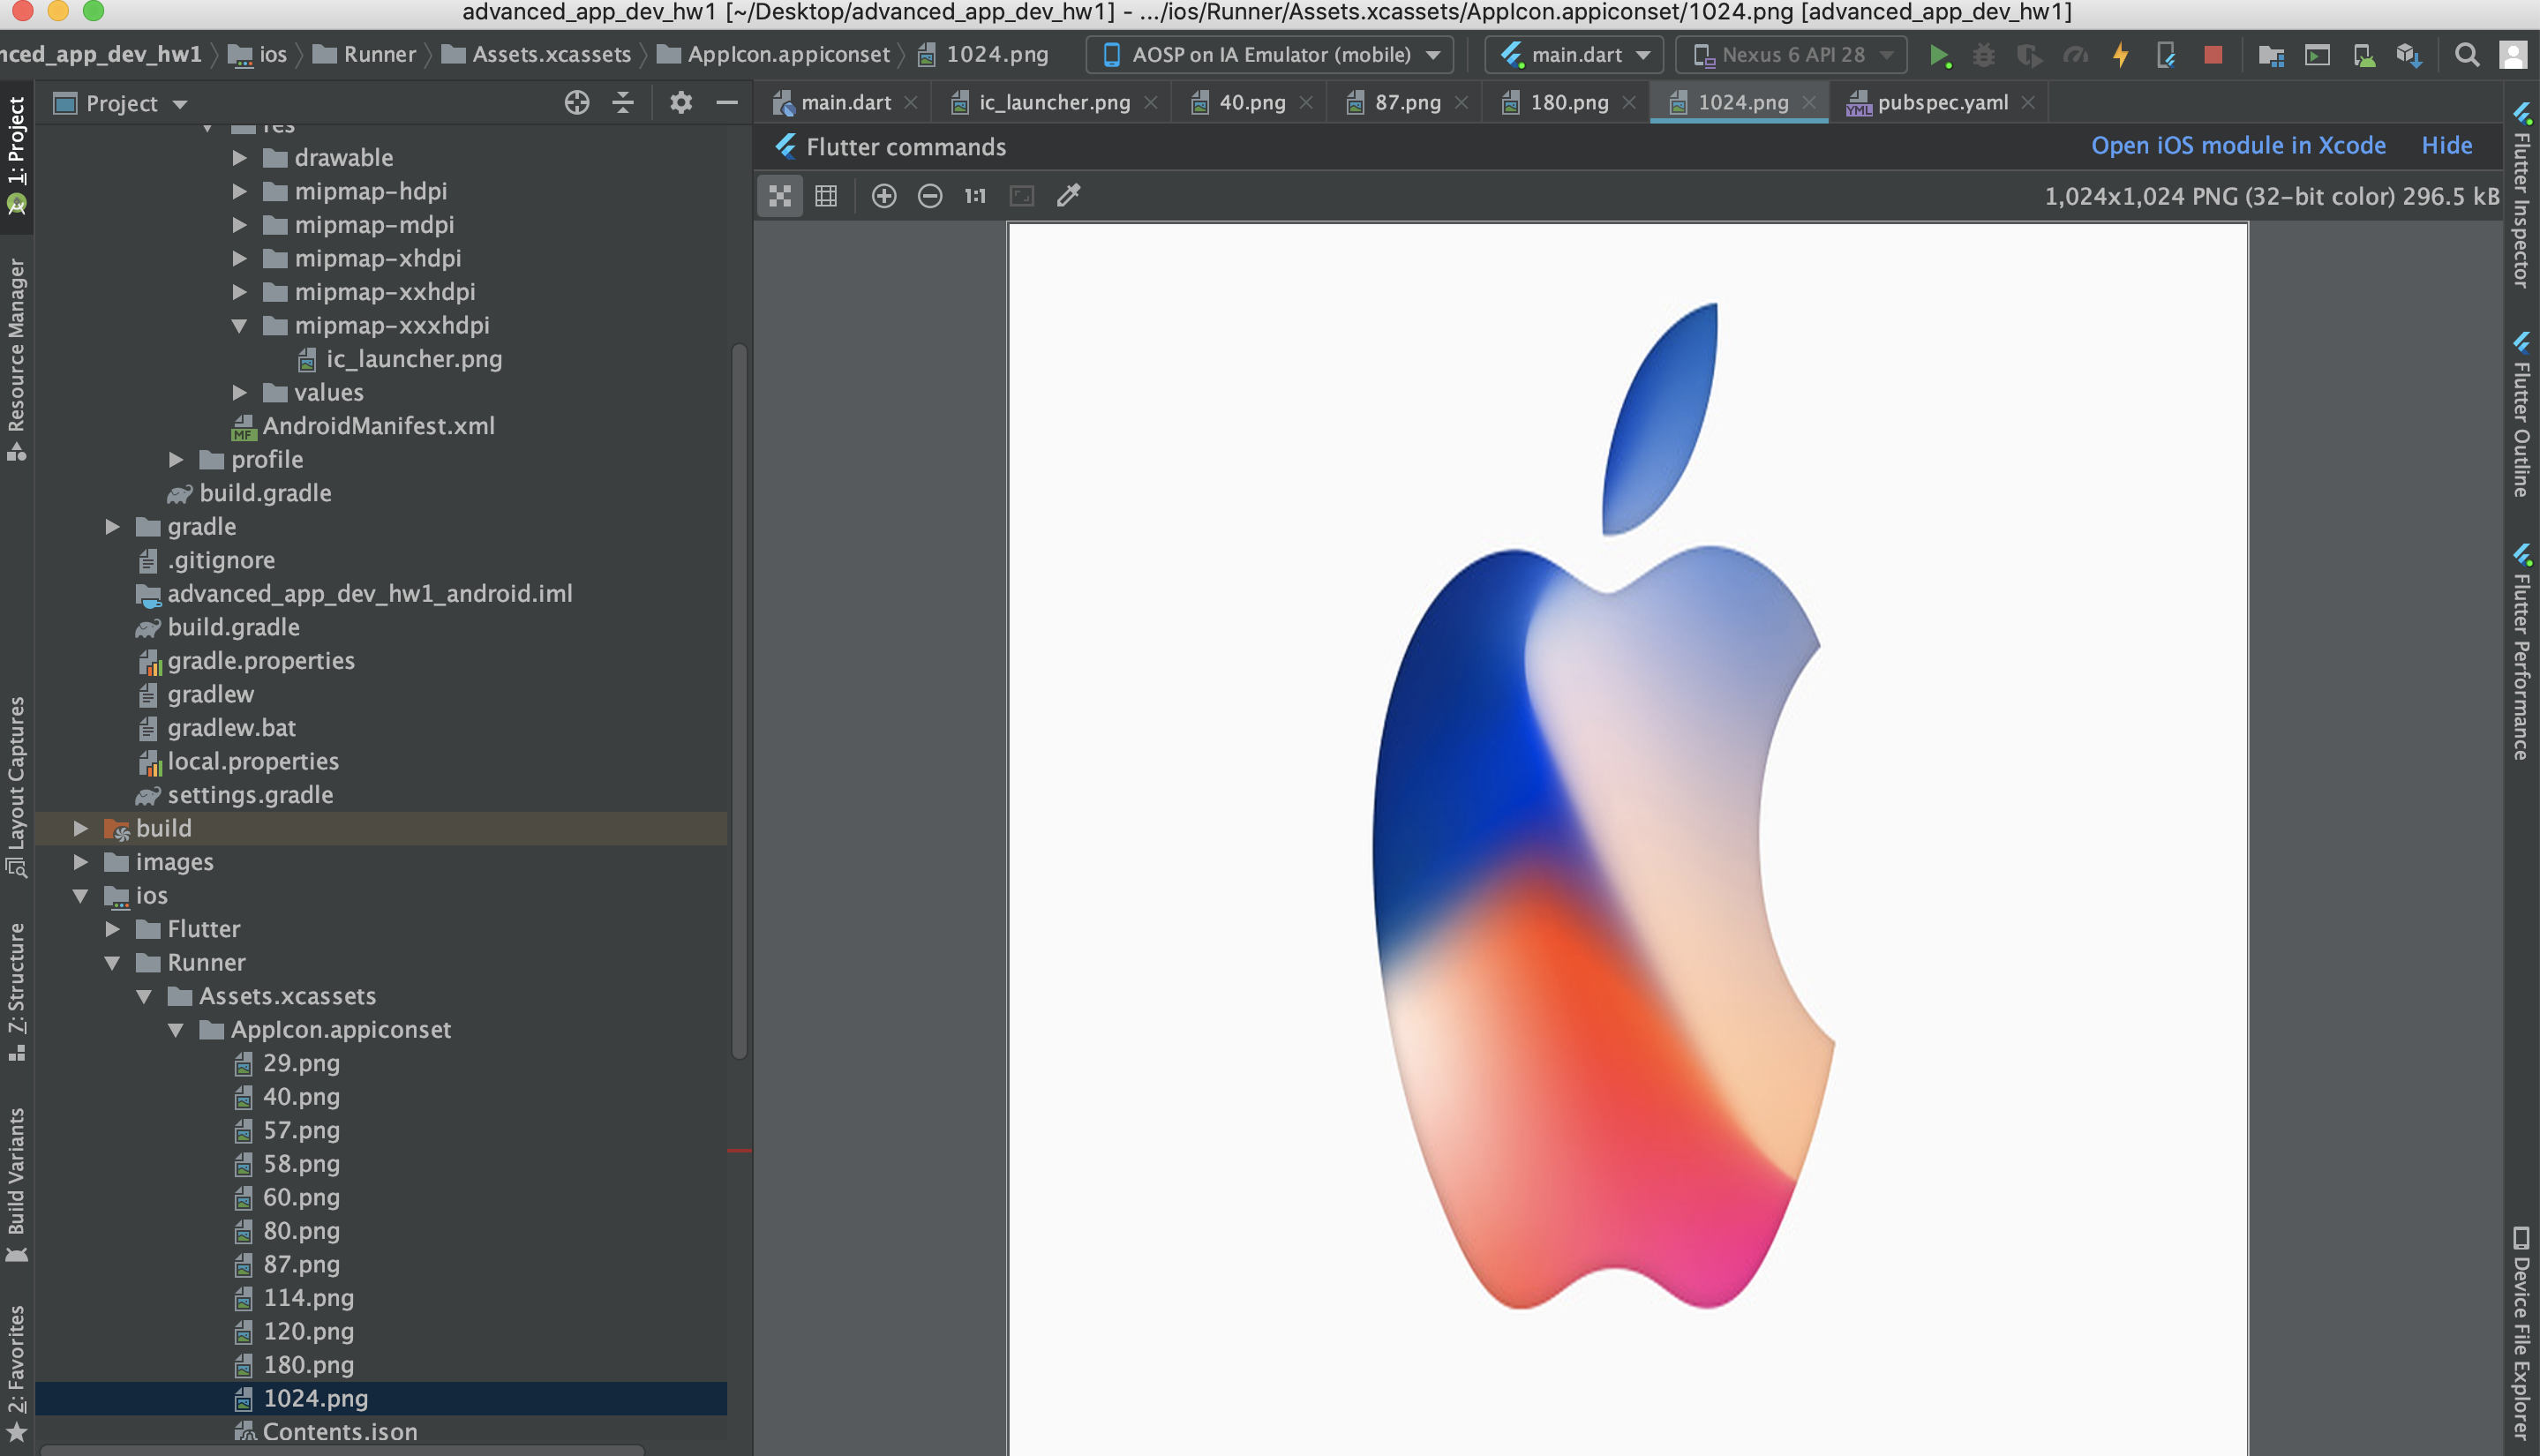 advanced_app_dev_hw1 [~/Desktop/advanced_app_dev_hw1] - .../ios/Runner/Assets.xcassets/AppIcon.appiconset/1024.png [advanced_app_dev_hw1]
nced_app_dev_hw1 ios Runner Assets.xcassets AppIcon.appiconset 1024.png AOSP on IA Emulator (mobile) main.dart Nexus 6 API 28
Project
main.dart ic_launcher.png 40.png 87.png 180.png 1024.png pubspec.yaml
Flutter commands Open iOS module in Xcode Hide
1:1 1,024x1,024 PNG (32-bit color) 296.5 kB
res
drawable
mipmap-hdpi
mipmap-mdpi
mipmap-xhdpi
mipmap-xxhdpi
mipmap-xxxhdpi
ic_launcher.png
values
MF AndroidManifest.xml
profile
build.gradle
gradle
.gitignore
advanced_app_dev_hw1_android.iml
build.gradle
gradle.properties
gradlew
gradlew.bat
local.properties
settings.gradle
build
images
ios
Flutter
Runner
Assets.xcassets
AppIcon.appiconset
29.png
40.png
57.png
58.png
60.png
80.png
87.png
114.png
120.png
180.png
1024.png
Contents.json
1: Project
Resource Manager
Layout Captures
7: Structure
Build Variants
2: Favorites
Flutter Inspector
Flutter Outline
Flutter Performance
Device File Explorer
YML